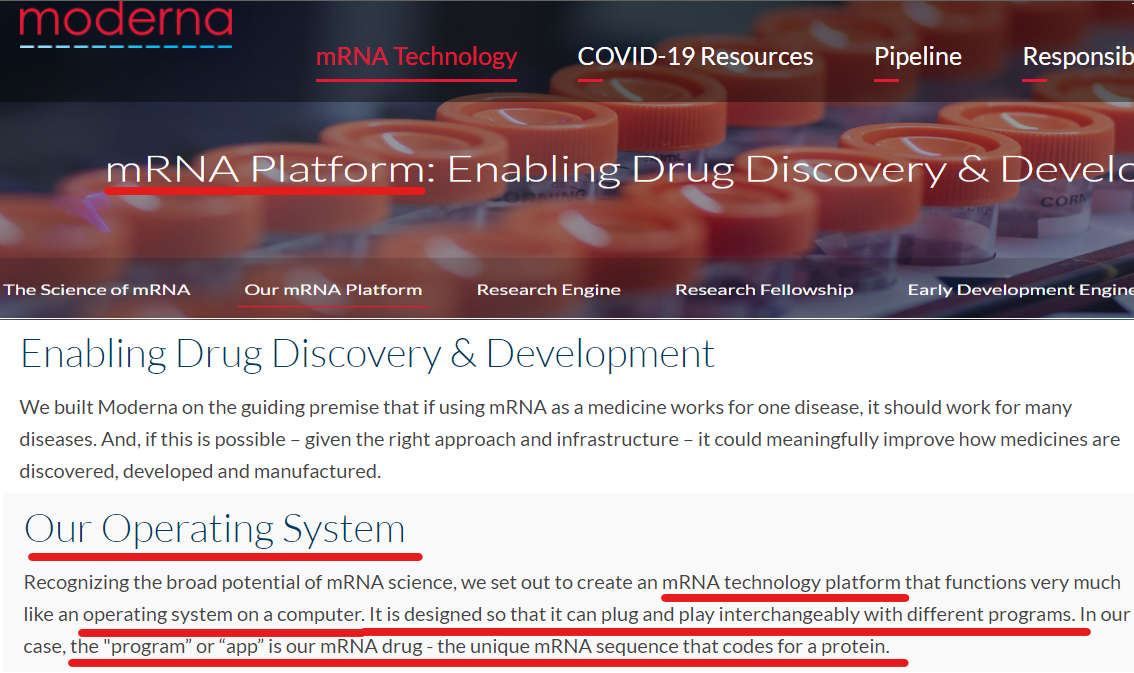 moderna
mRNA Technology COVID-19 Resources Pipeline Responsib
mRNA Platform: Enabling Drug Discovery & Develo
CORNING
CORN
The Science of mRNA Our mRNA Platform Research Engine Research Fellowship Early Development Engine
Enabling Drug Discovery & Development
We built Moderna on the guiding premise that if using mRNA as a medicine works for one disease, it should work for many
diseases. And, if this is possible – given the right approach and infrastructure – it could meaningfully improve how medicines are
discovered, developed and manufactured.
Our Operating System
Recognizing the broad potential of mRNA science, we set out to create an mRNA technology platform that functions very much
like an operating system on a computer. It is designed so that it can plug and play interchangeably with different programs. In our
case, the "program” or “app” is our mRNA drug - the unique mRNA sequence that codes for a protein.